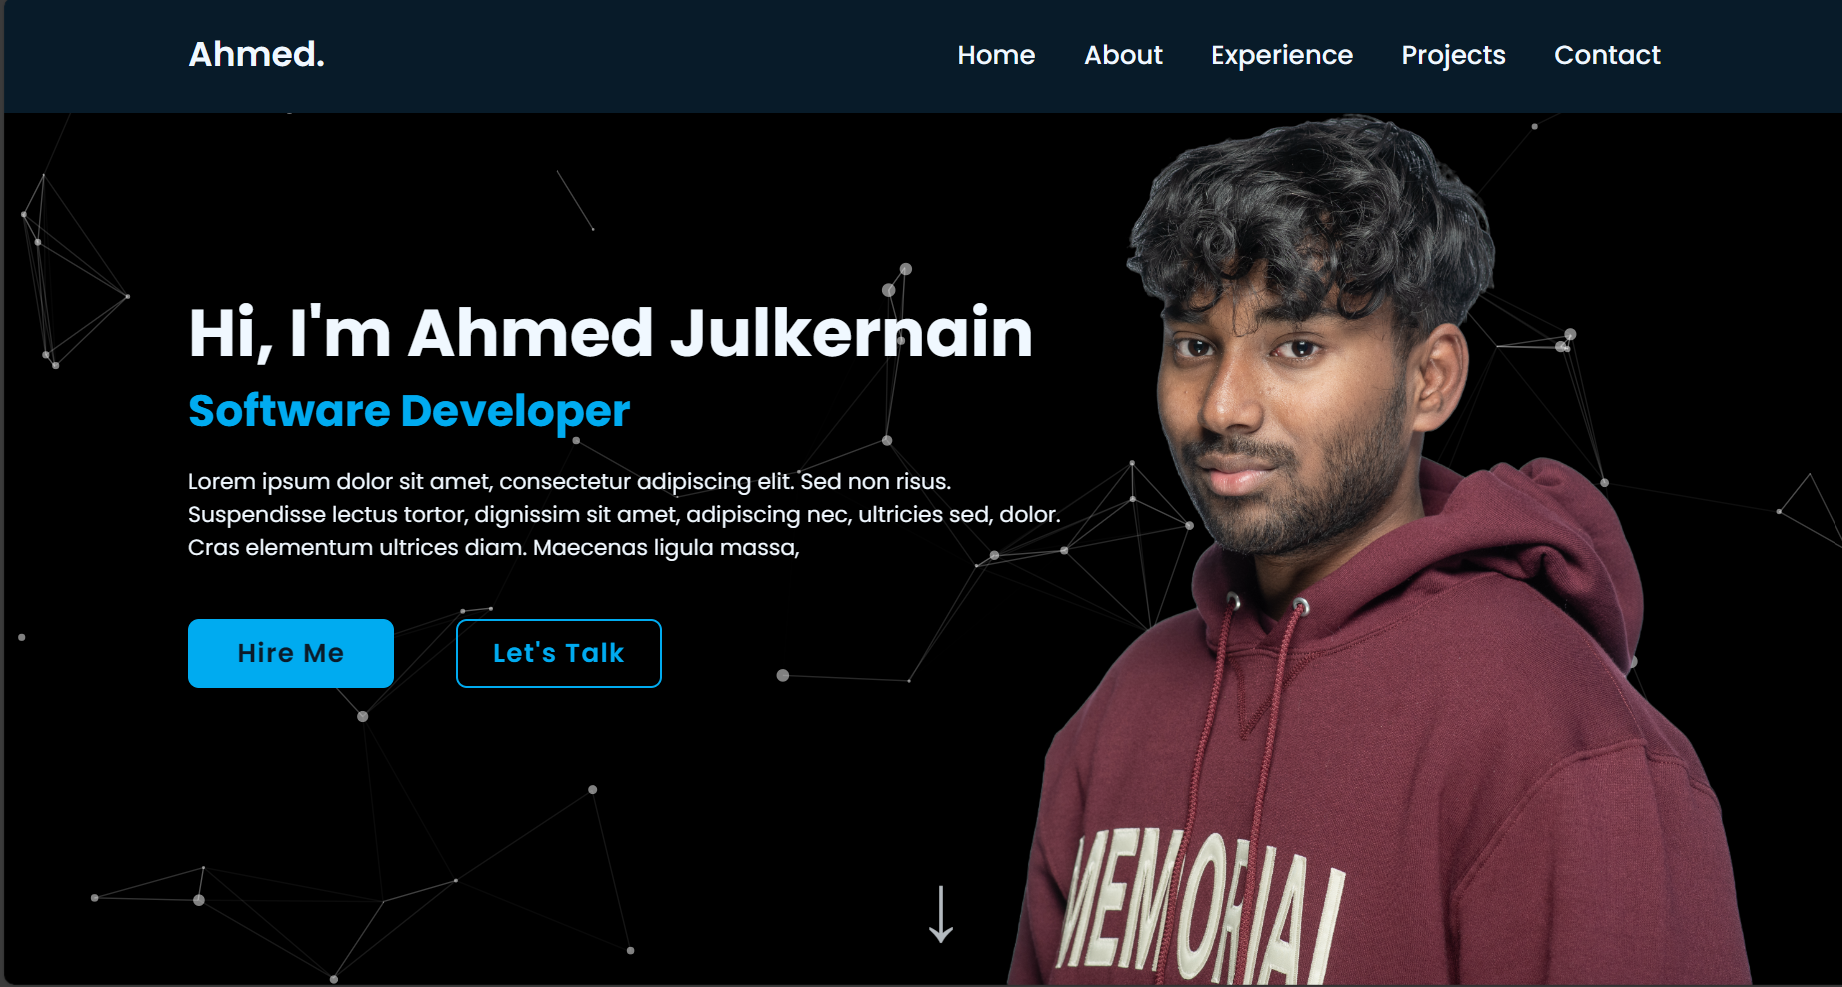 Ahmed.
Home About Experience Projects Contact
Hi, I'm Ahmed Julkernain
Software Developer
Lorem ipsum dolor sit amet, consectetur adipiscing elit. Sed non risus.
Suspendisse lectus tortor, dignissim sit amet, adipiscing nec, ultricies sed, dolor.
Cras elementum ultrices diam. Maecenas ligula massa,
Hire Me Let's Talk
MEMORIAL